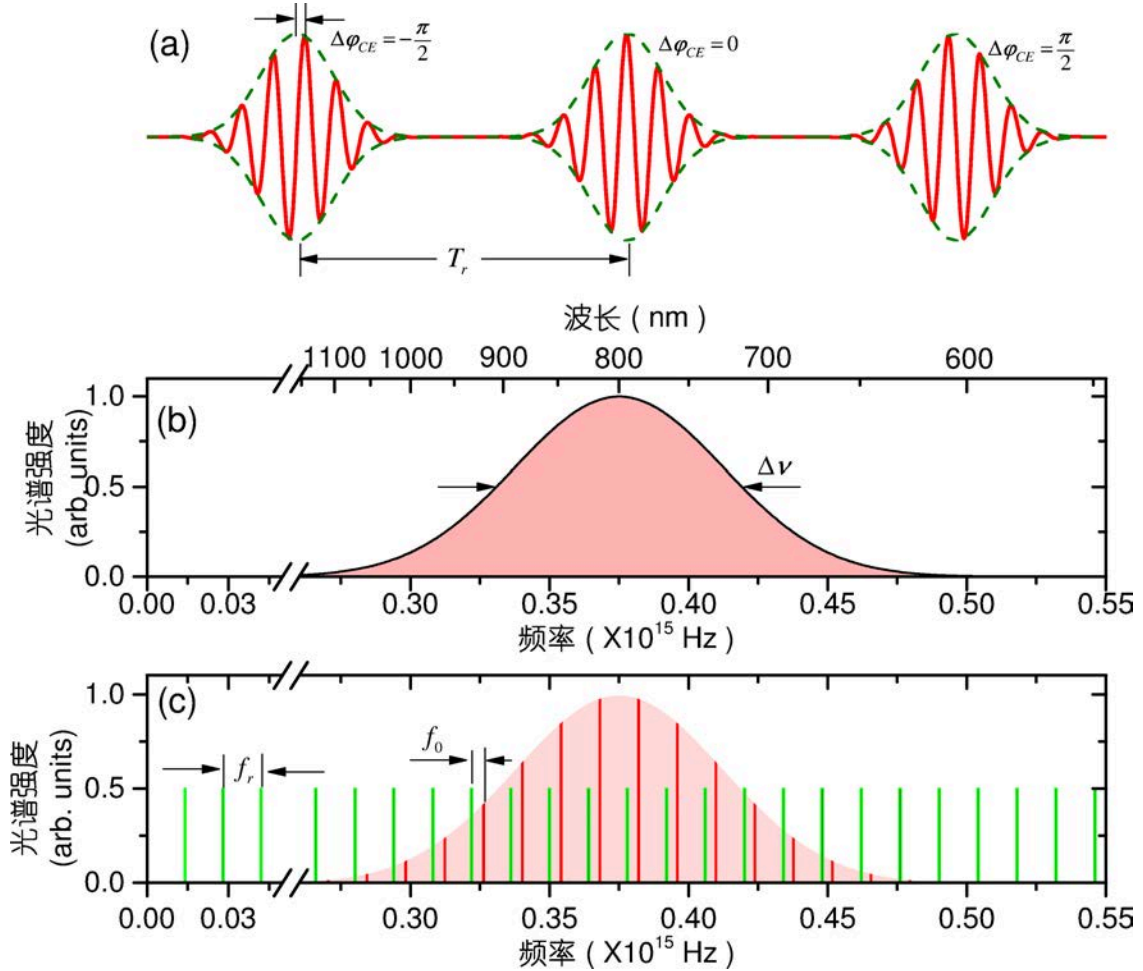 (a)
Δφ_CE = −π/2
Δφ_CE = 0
Δφ_CE = π/2
T_r
波长 ( nm )
1100 1000 900 800 700 600
(b)
光谱强度
(arb. units)
1.0
0.5
0.0
Δν
0.00 0.03 0.30 0.35 0.40 0.45 0.50 0.55
频率 ( X10¹⁵ Hz )
(c)
光谱强度
(arb. units)
1.0
0.5
0.0
f_r
f_0
0.00 0.03 0.30 0.35 0.40 0.45 0.50 0.55
频率 ( X10¹⁵ Hz )